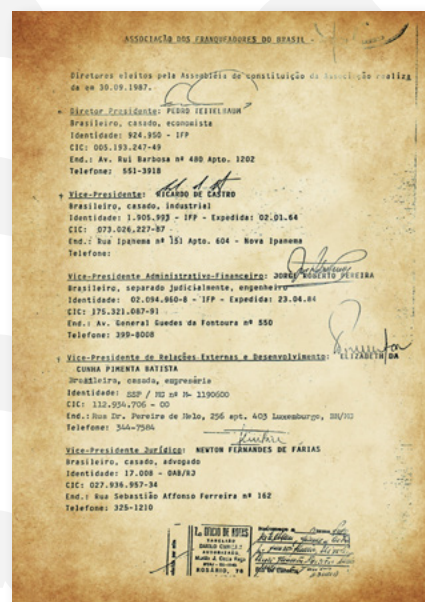 ASSOCIAÇÃO DOS FRANQUEADORES DO BRASIL -
Diretores eleitos pela Assembléia de constituição da Associação realiza
da em 30.09.1987.
Diretor Presidente: PEDRO
Brasileiro, casado, economista
Identidade: 924.950 - IFP
CIC: 005.193.247-49
End.: Av. Rui Barbosa nº 480 Apto. 1202
Telefone: 551-3918
Vice-Presidente: RICARDO DE CASTRO
Brasileiro, casado, industrial
Identidade: 1.905.993 - IFP - Expedida: 02.01.64
CIC: 073.026.227-87
End.: Rua Ipanema nº 151 Apto. 604 - Nova Ipanema
Telefone:
Vice-Presidente Administrativo-Financeiro: JORGE ROBERTO PEREIRA
Brasileiro, separado judicialmente, engenheiro
Identidade: 02.094.960-8 - IFP - Expedida: 23.04.84
CIC: 175.321.067-91
End.: Av. General Guedes da Fontoura nº 550
Telefone: 399-8008
Vice-Presidente de Relações Externas e Desenvolvimento: ELIZABETH DA
CUNHA PIMENTA BATISTA
Brasileiro, casada, empresária
Identidade: SSP / MG nº M- 1190600
CIC: 112.934.706 - 00
End.: Rua Dr. Pereira de Melo, 256 apt. 403 Luxemburgo, BH/MG
Telefone: 344-7584
Vice-Presidente Jurídico: NEWTON FERNANDES DE FARIAS
Brasileiro, casado, advogado
Identidade: 17.008 - OAB/RJ
CIC: 027.936.957-34
End.: Rua Sebastião Affonso Ferreira nº 162
Telefone: 325-1210
OFICIO DE NOTES
ROSÁRIO, 76